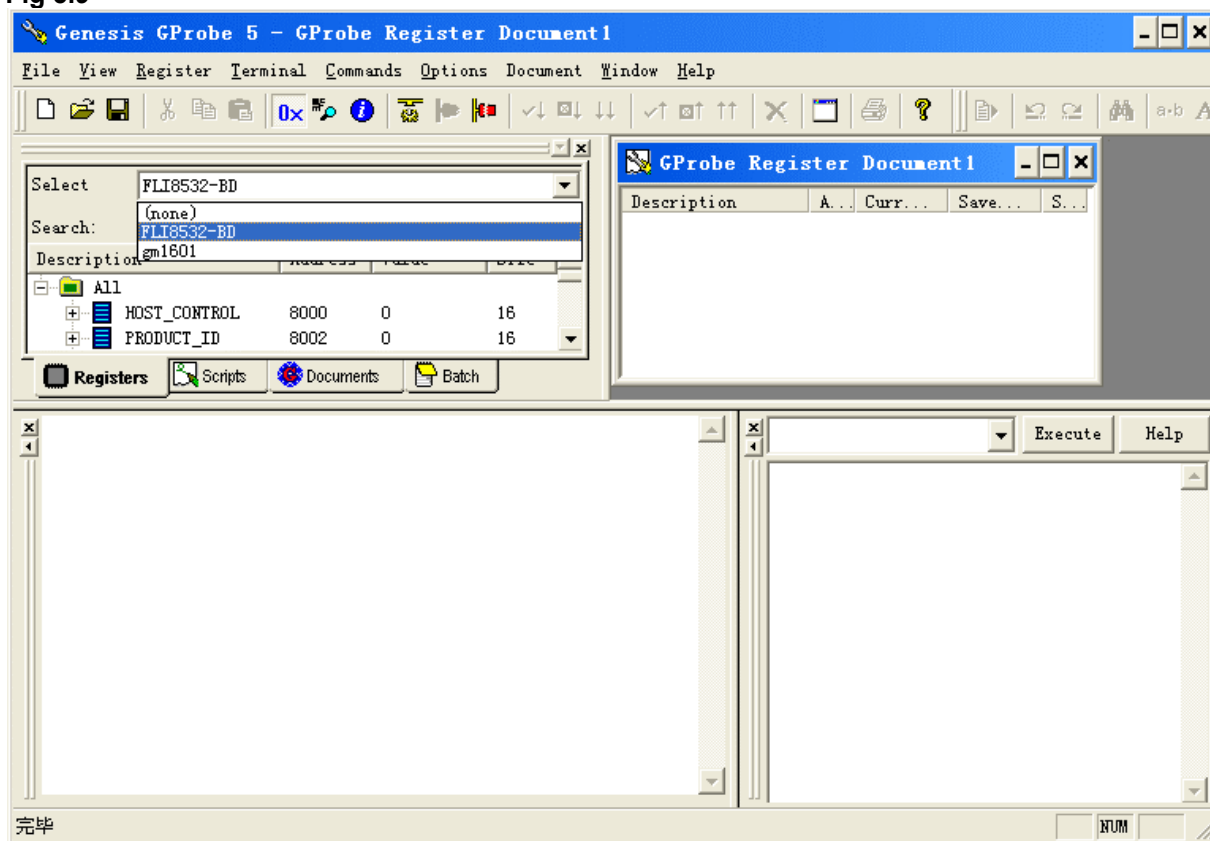 Genesis GProbe 5 - GProbe Register Document1
File View Register Terminal Commands Options Document Window Help
0x
a·b A
Select FLI8532-BD
(none)
Search: FLI8532-BD
gm1601
All
HOST_CONTROL 8000 0 16
PRODUCT_ID 8002 0 16
Registers Scripts Documents Batch
GProbe Register Document1
Description A... Curr... Save... S...
Execute Help
完毕
NUM